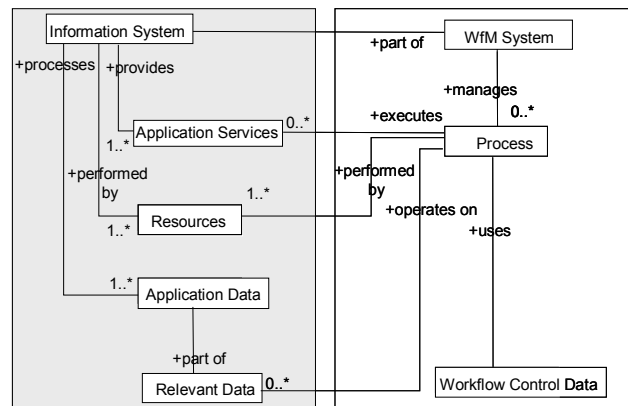 Information System
WfM System
+part of
+processes
+provides
+manages
0..*
0..*
+executes
Application Services
Process
1..*
+performed
by
+performed
by
1..*
+operates on
Resources
1..*
+uses
1..*
Application Data
+part of
Relevant Data
0..*
Workflow Control Data